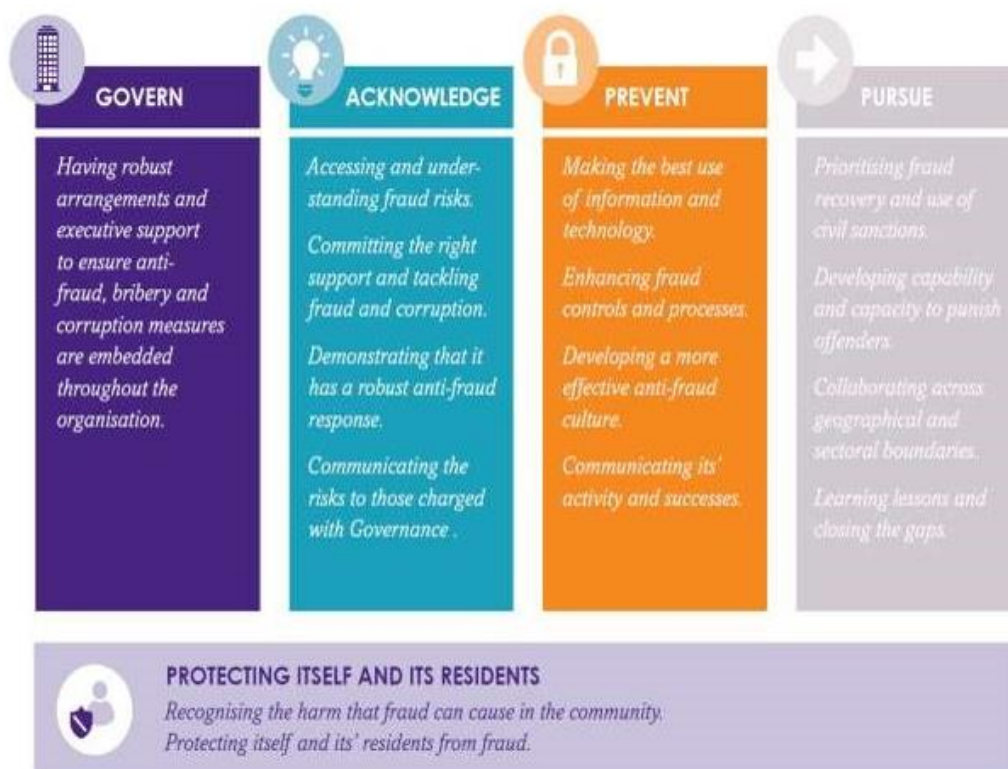 GOVERN
Having robust
arrangements and
executive support
to ensure anti-
fraud, bribery and
corruption measures
are embedded
throughout the
organisation.
ACKNOWLEDGE
Accessing and under-
standing fraud risks.
Committing the right
support and tackling
fraud and corruption.
Demonstrating that it
has a robust anti-fraud
response.
Communicating the
risks to those charged
with Governance .
PREVENT
Making the best use
of information and
technology.
Enhancing fraud
controls and processes.
Developing a more
effective anti-fraud
culture.
Communicating its'
activity and successes.
PURSUE
Prioritising fraud
recovery and use of
civil sanctions.
Developing capability
and capacity to punish
offenders.
Collaborating across
geographical and
sectoral boundaries.
Learning lessons and
closing the gaps.
PROTECTING ITSELF AND ITS RESIDENTS
Recognising the harm that fraud can cause in the community.
Protecting itself and its' residents from fraud.